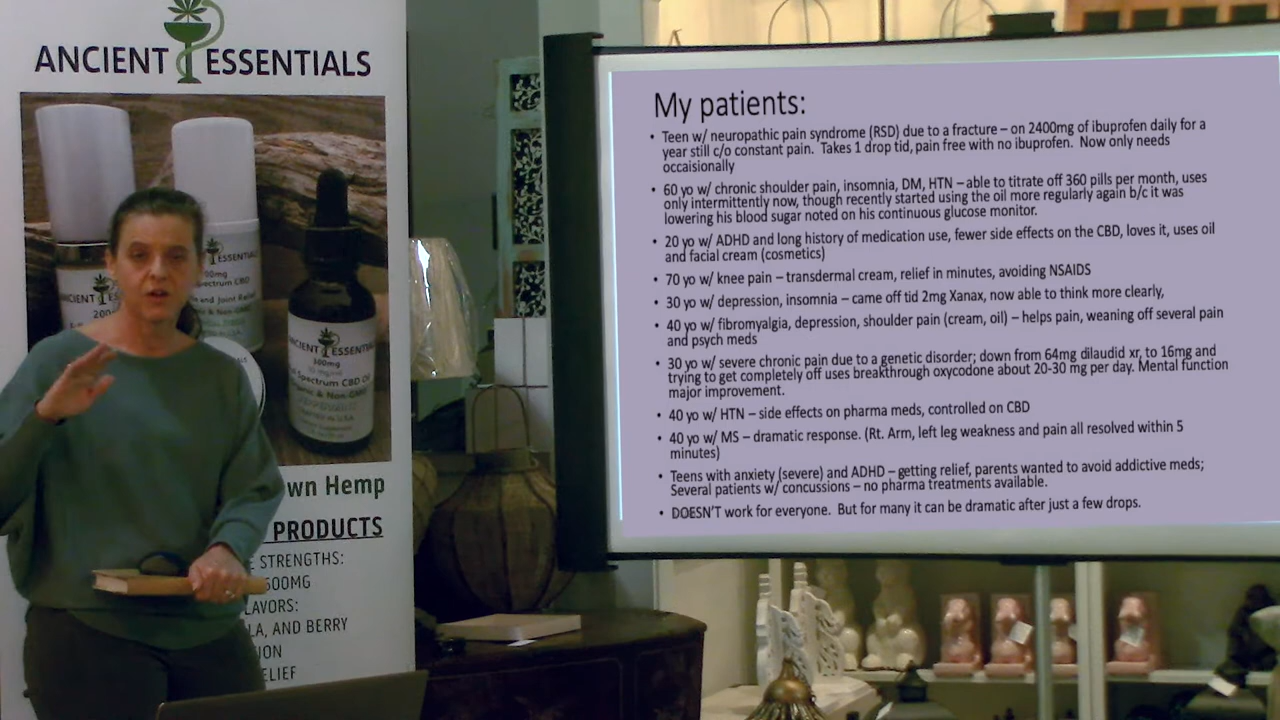 ANCIENT ESSENTIALS
ANCIENT ESSENTIALS
500mg
Spectrum CBD Oil
Organic & Non-GMO
and Joint Relief
& Non-GMO
own Hemp
PRODUCTS
STRENGTHS:
AND BERRY
My patients:
• Teen w/ neuropathic pain syndrome (RSD) due to a fracture – on 2400mg of ibuprofen daily for a
year still c/o constant pain. Takes 1 drop tid, pain free with no ibuprofen. Now only needs
occaisionally
• 60 yo w/ chronic shoulder pain, insomnia, DM, HTN – able to titrate off 360 pills per month, uses
only intermittently now, though recently started using the oil more regularly again b/c it was
lowering his blood sugar noted on his continuous glucose monitor.
• 20 yo w/ ADHD and long history of medication use, fewer side effects on the CBD, loves it, uses oil
and facial cream (cosmetics)
• 70 yo w/ knee pain – transdermal cream, relief in minutes, avoiding NSAIDS
• 30 yo w/ depression, insomnia – came off tid 2mg Xanax, now able to think more clearly,
• 40 yo w/ fibromyalgia, depression, shoulder pain (cream, oil) – helps pain, weaning off several pain
and psych meds
• 30 yo w/ severe chronic pain due to a genetic disorder; down from 64mg dilaudid xr, to 16mg and
trying to get completely off uses breakthrough oxycodone about 20-30 mg per day. Mental function
major improvement.
• 40 yo w/ HTN – side effects on pharma meds, controlled on CBD
• 40 yo w/ MS – dramatic response. (Rt. Arm, left leg weakness and pain all resolved within 5
minutes)
• Teens with anxiety (severe) and ADHD – getting relief, parents wanted to avoid addictive meds;
Several patients w/ concussions – no pharma treatments available.
• DOESN'T work for everyone. But for many it can be dramatic after just a few drops.